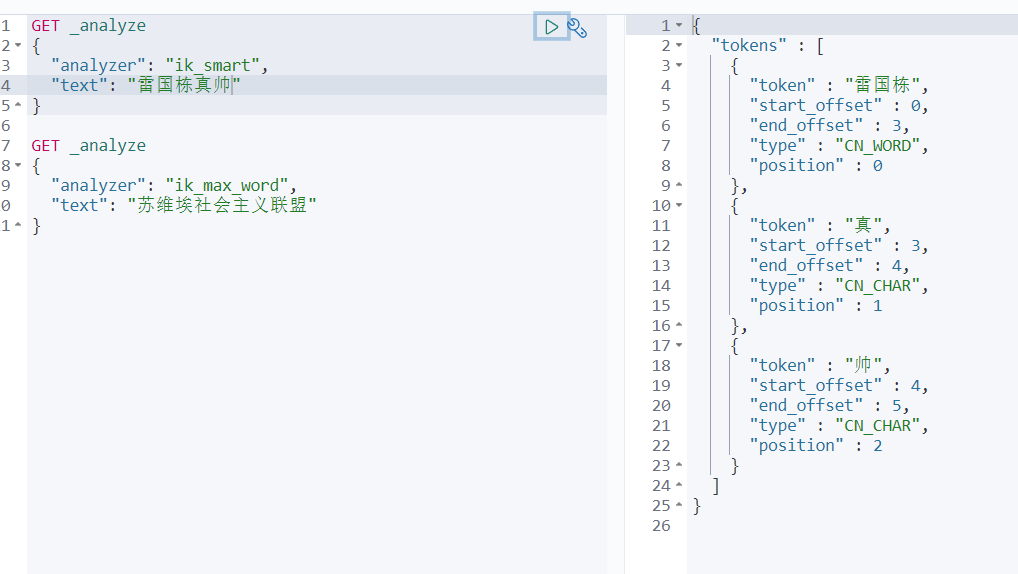 1 GET _analyze
2 {
3 "analyzer": "ik_smart",
4 "text": "雷国栋真帅"
5 }
6
7 GET _analyze
8 {
9 "analyzer": "ik_max_word",
0 "text": "苏维埃社会主义联盟"
1 }
1 {
2 "tokens" : [
3 {
4 "token" : "雷国栋",
5 "start_offset" : 0,
6 "end_offset" : 3,
7 "type" : "CN_WORD",
8 "position" : 0
9 },
10 {
11 "token" : "真",
12 "start_offset" : 3,
13 "end_offset" : 4,
14 "type" : "CN_CHAR",
15 "position" : 1
16 },
17 {
18 "token" : "帅",
19 "start_offset" : 4,
20 "end_offset" : 5,
21 "type" : "CN_CHAR",
22 "position" : 2
23 }
24 ]
25 }
26